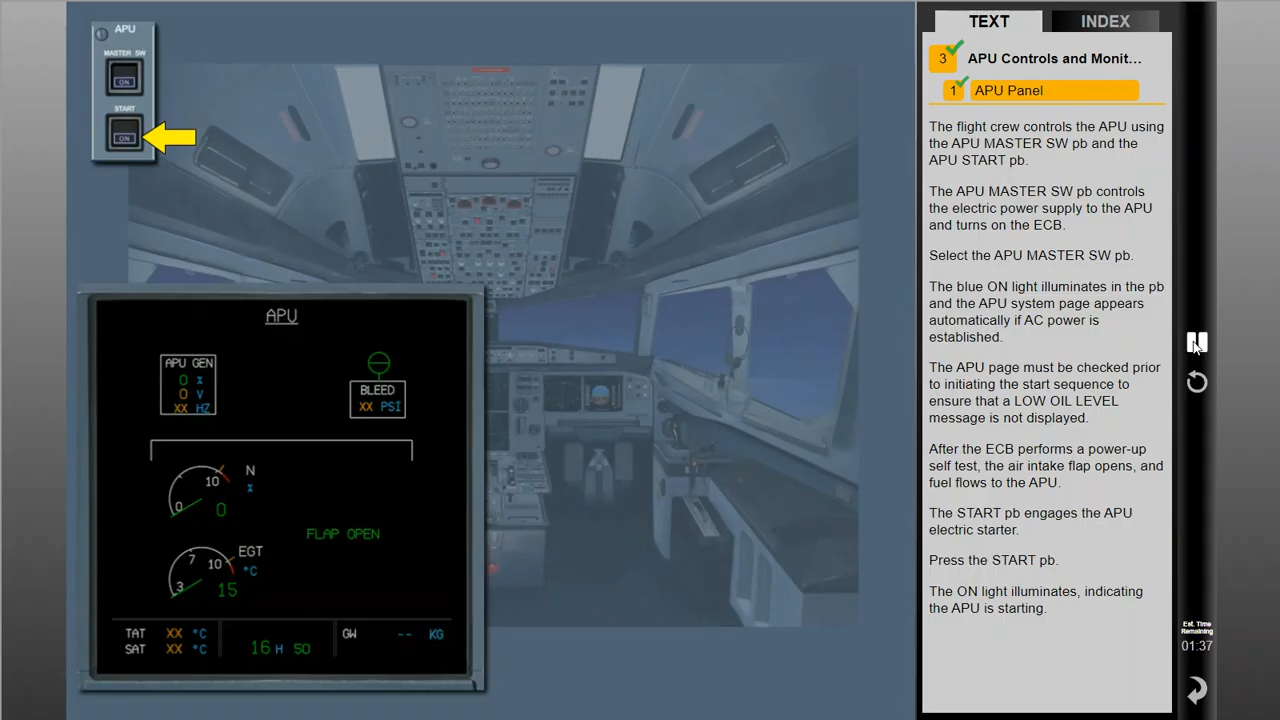 APU
MASTER SW
ON
START
ON
APU
APU GEN
0 %
0 V
XX HZ
BLEED
XX PSI
N
%
10
0
0
FLAP OPEN
EGT
°C
7
10
3
15
TAT XX °C
SAT XX °C
16 H 50
GW -- KG
TEXT
INDEX
3 APU Controls and Monit...
1 APU Panel
The flight crew controls the APU using
the APU MASTER SW pb and the
APU START pb.
The APU MASTER SW pb controls
the electric power supply to the APU
and turns on the ECB.
Select the APU MASTER SW pb.
The blue ON light illuminates in the pb
and the APU system page appears
automatically if AC power is
established.
The APU page must be checked prior
to initiating the start sequence to
ensure that a LOW OIL LEVEL
message is not displayed.
After the ECB performs a power-up
self test, the air intake flap opens, and
fuel flows to the APU.
The START pb engages the APU
electric starter.
Press the START pb.
The ON light illuminates, indicating
the APU is starting.
Est. Time
Remaining
01:37